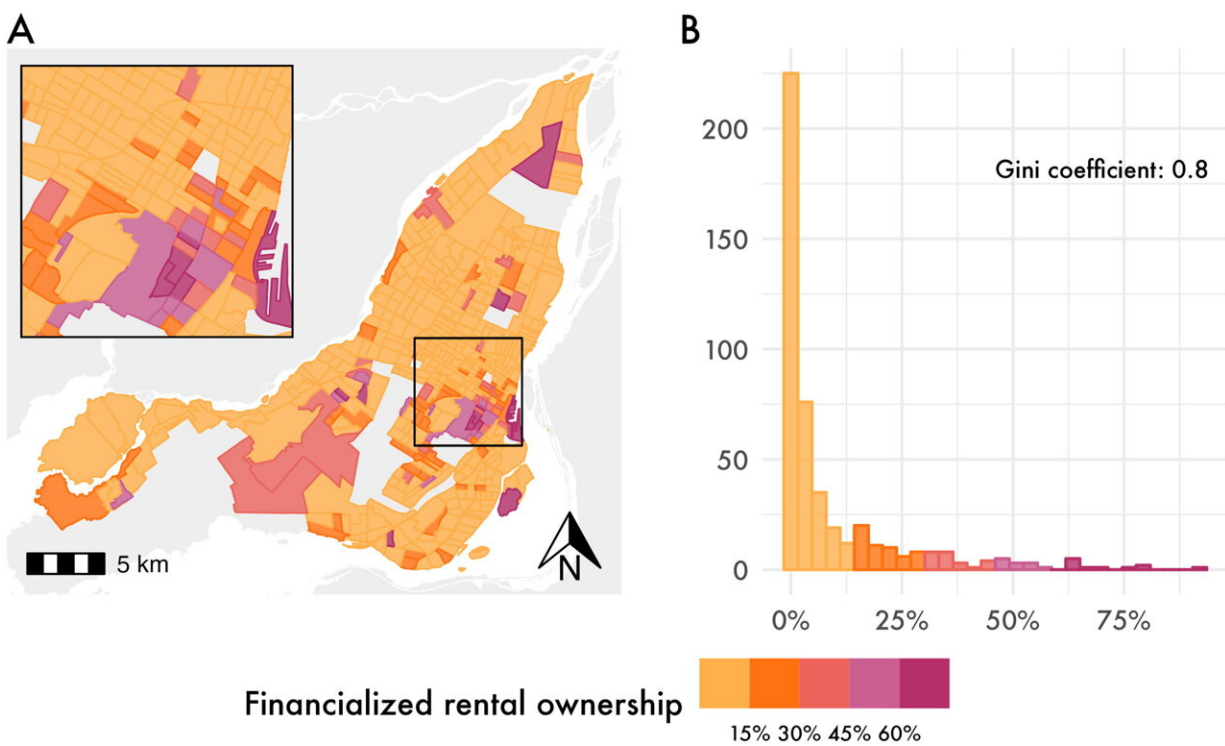 A
B
N
5 km
200
150
100
50
0
Gini coefficient: 0.8
0% 25% 50% 75%
Financialized rental ownership
15% 30% 45% 60%